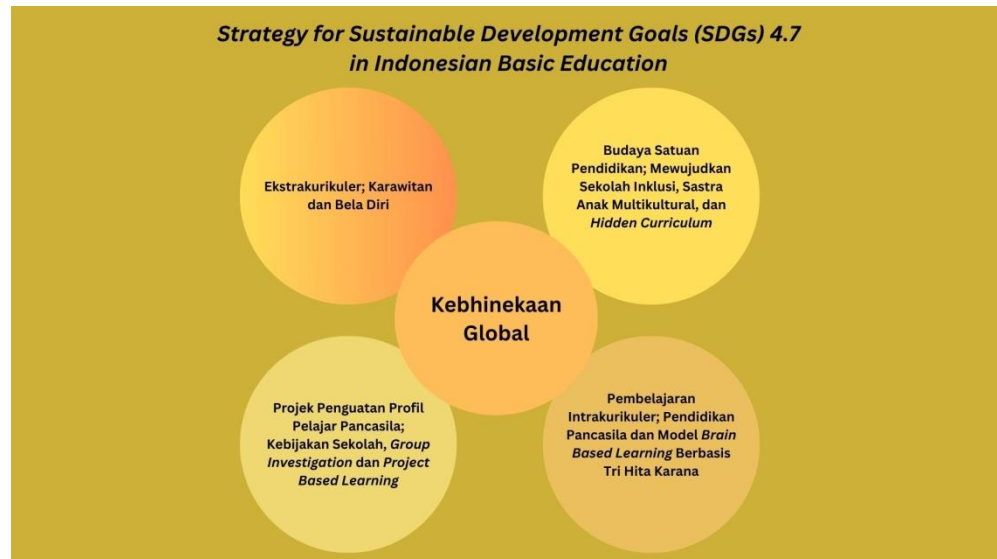 Strategy for Sustainable Development Goals (SDGs) 4.7
in Indonesian Basic Education
Ekstrakurikuler; Karawitan
dan Bela Diri
Budaya Satuan
Pendidikan; Mewujudkan
Sekolah Inklusi, Sastra
Anak Multikultural, dan
Hidden Curriculum
Kebhinekaan
Global
Projek Penguatan Profil
Pelajar Pancasila;
Kebijakan Sekolah, Group
Investigation dan Project
Based Learning
Pembelajaran
Intrakurikuler; Pendidikan
Pancasila dan Model Brain
Based Learning Berbasis
Tri Hita Karana